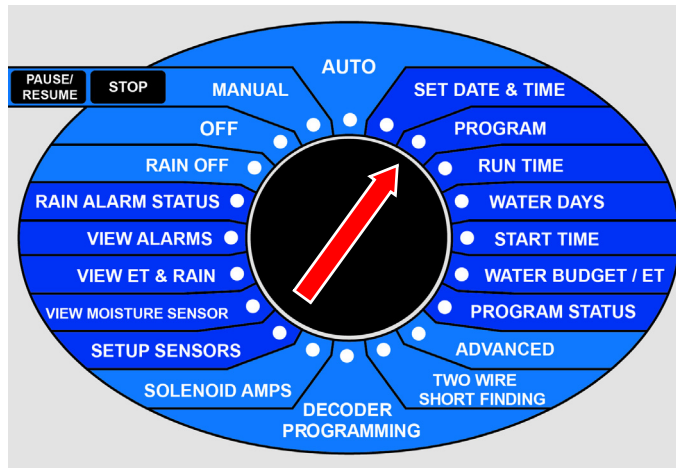 AUTO
PAUSE/
RESUME
STOP
MANUAL
SET DATE & TIME
OFF
PROGRAM
RAIN OFF
RUN TIME
RAIN ALARM STATUS
WATER DAYS
VIEW ALARMS
START TIME
VIEW ET & RAIN
WATER BUDGET / ET
VIEW MOISTURE SENSOR
PROGRAM STATUS
SETUP SENSORS
ADVANCED
SOLENOID AMPS
TWO WIRE
SHORT FINDING
DECODER
PROGRAMMING